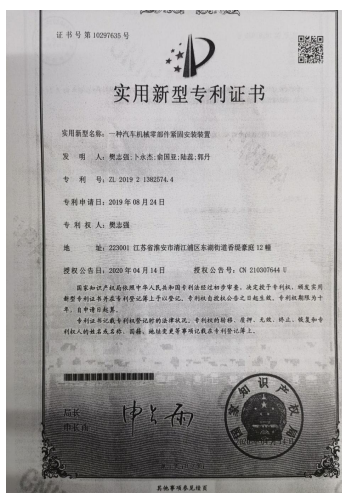 证书号第10297635号
实用新型专利证书
实用新型名称：一种汽车机械零部件紧固安装装置
发 明 人：樊志强;卜永杰;俞国亚;陆磊;郭丹
专 利 号：ZL 2019 2 1382574.4
专利申请日：2019年08月24日
专 利 权 人：樊志强
地 址：223001 江苏省淮安市清江浦区东湖街道香缇豪庭12幢
授权公告日：2020年04月14日 授权公告号：CN 210307644 U
国家知识产权局依照中华人民共和国专利法经过初步审查，决定授予专利权，颁发实用
新型专利证书并在专利登记簿上予以登记。专利权自授权公告之日起生效。专利权期限为十
年，自申请日起算。
专利证书记载专利权登记时的法律状况。专利权的转移、质押、无效、终止、恢复和专
利权人的姓名或名称、国籍、地址变更等事项记载在专利登记簿上。
局长
申长雨
申长雨
国家知识产权局
其他事项参见续页